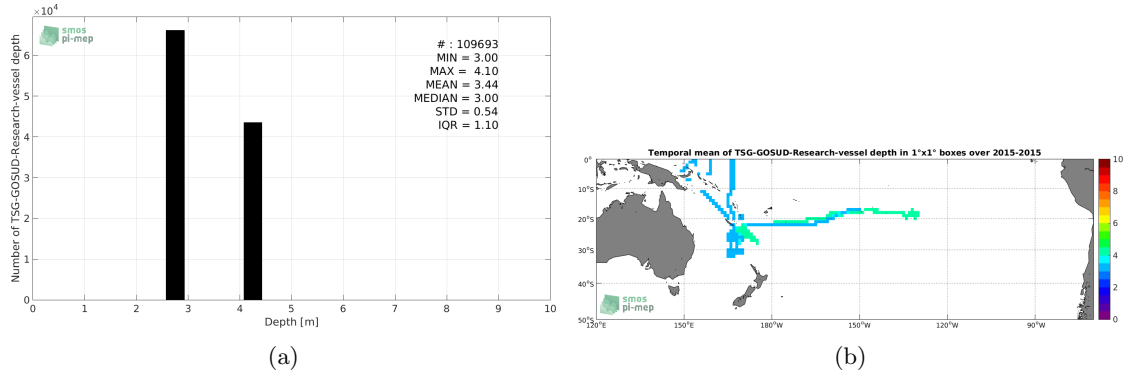 ×10⁴
smos
pi-mep
# : 109693
MIN = 3.00
MAX = 4.10
MEAN = 3.44
MEDIAN = 3.00
STD = 0.54
IQR = 1.10
Number of TSG-GOSUD-Research-vessel depth
6
5
4
3
2
1
0
0 1 2 3 4 5 6 7 8 9 10
Depth [m]
(a)
Temporal mean of TSG-GOSUD-Research-vessel depth in 1°x1° boxes over 2015-2015
0°
10°S
20°S
30°S
40°S
50°S
smos
pi-mep
120°E 150°E 180°W 150°W 120°W 90°W
10
8
6
4
2
0
(b)